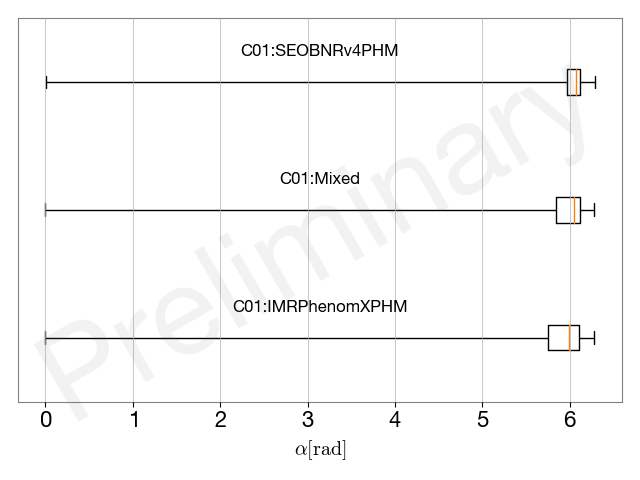 C01:SEOBNRv4PHM
C01:Mixed
C01:IMRPhenomXPHM
Preliminary
0 1 2 3 4 5 6
α[rad]